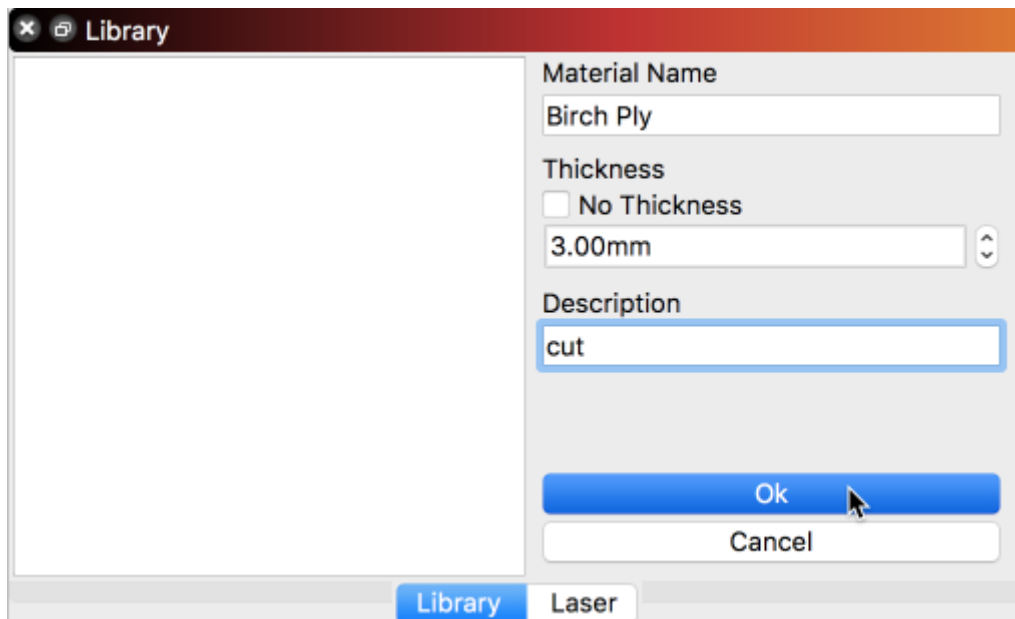 Library
Material Name
Birch Ply
Thickness
No Thickness
3.00mm
Description
cut
Ok
Cancel
Library
Laser